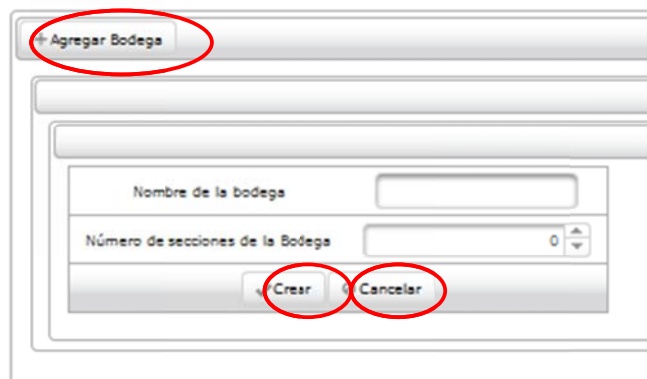 + Agregar Bodega
Nombre de la bodega
Número de secciones de la Bodega 0
Crear Cancelar